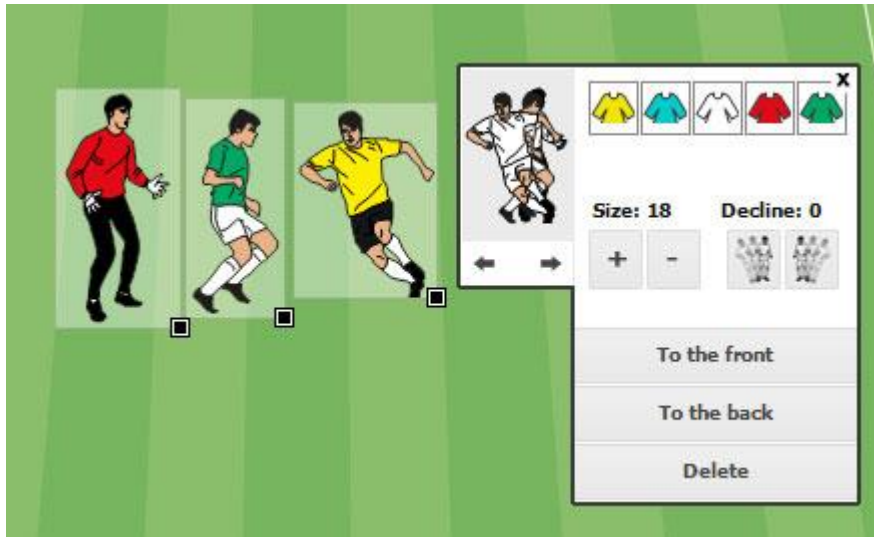 X
Size: 18 Decline: 0
+ -
To the front
To the back
Delete